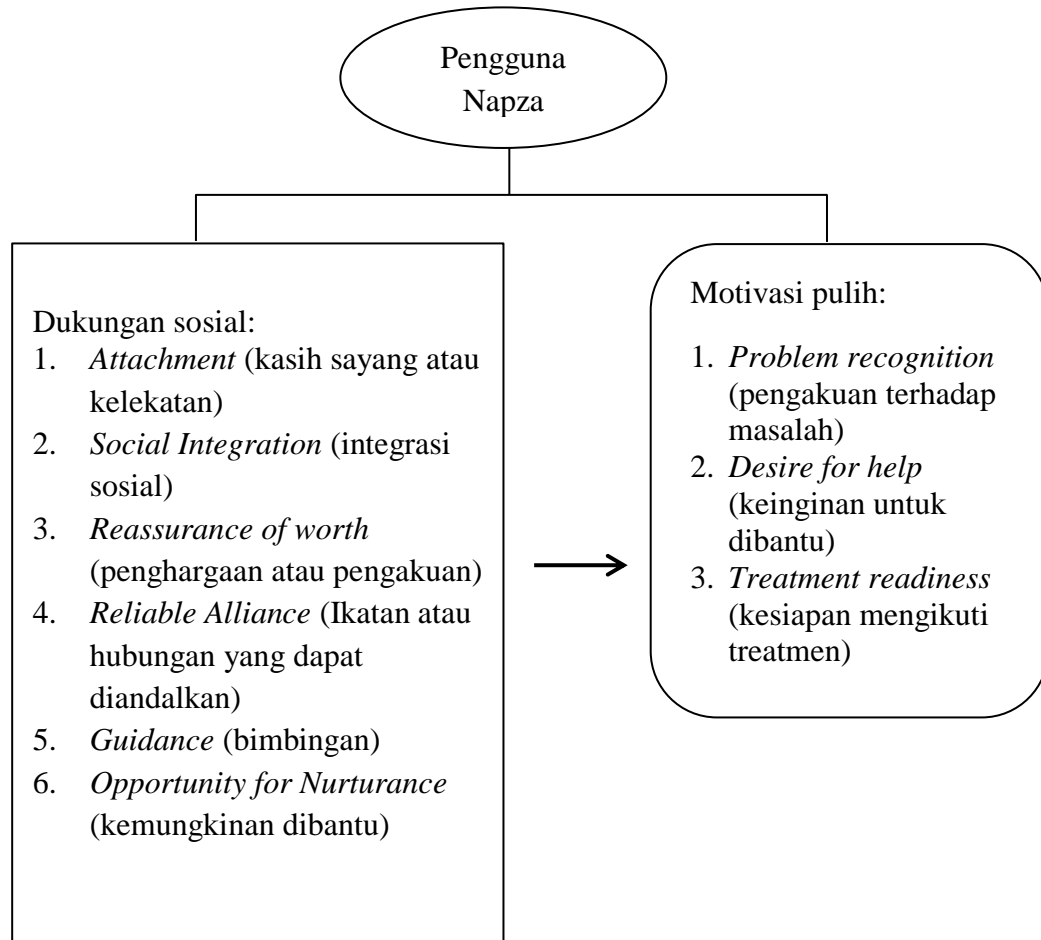 Pengguna
Napza
Dukungan sosial:
1. Attachment (kasih sayang atau
kelekatan)
2. Social Integration (integrasi
sosial)
3. Reassurance of worth
(penghargaan atau pengakuan)
4. Reliable Alliance (Ikatan atau
hubungan yang dapat
diandalkan)
5. Guidance (bimbingan)
6. Opportunity for Nurturance
(kemungkinan dibantu)
Motivasi pulih:
1. Problem recognition
(pengakuan terhadap
masalah)
2. Desire for help
(keinginan untuk
dibantu)
3. Treatment readiness
(kesiapan mengikuti
treatmen)